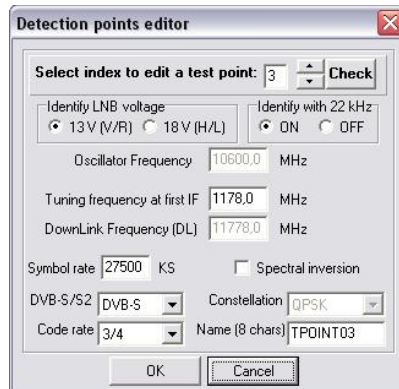 Detection points editor
Select index to edit a test point: 3 Check
Identify LNB voltage Identify with 22 kHz
13 V (V/R) 18 V (H/L) ON OFF
Oscillator Frequency 10600,0 MHz
Tuning frequency at first IF 1178,0 MHz
DownLink Frequency (DL) 11778,0 MHz
Symbol rate 27500 KS Spectral inversion
DVB-S/S2 DVB-S Constellation QPSK
Code rate 3/4 Name (8 chars) TPOINT03
OK Cancel